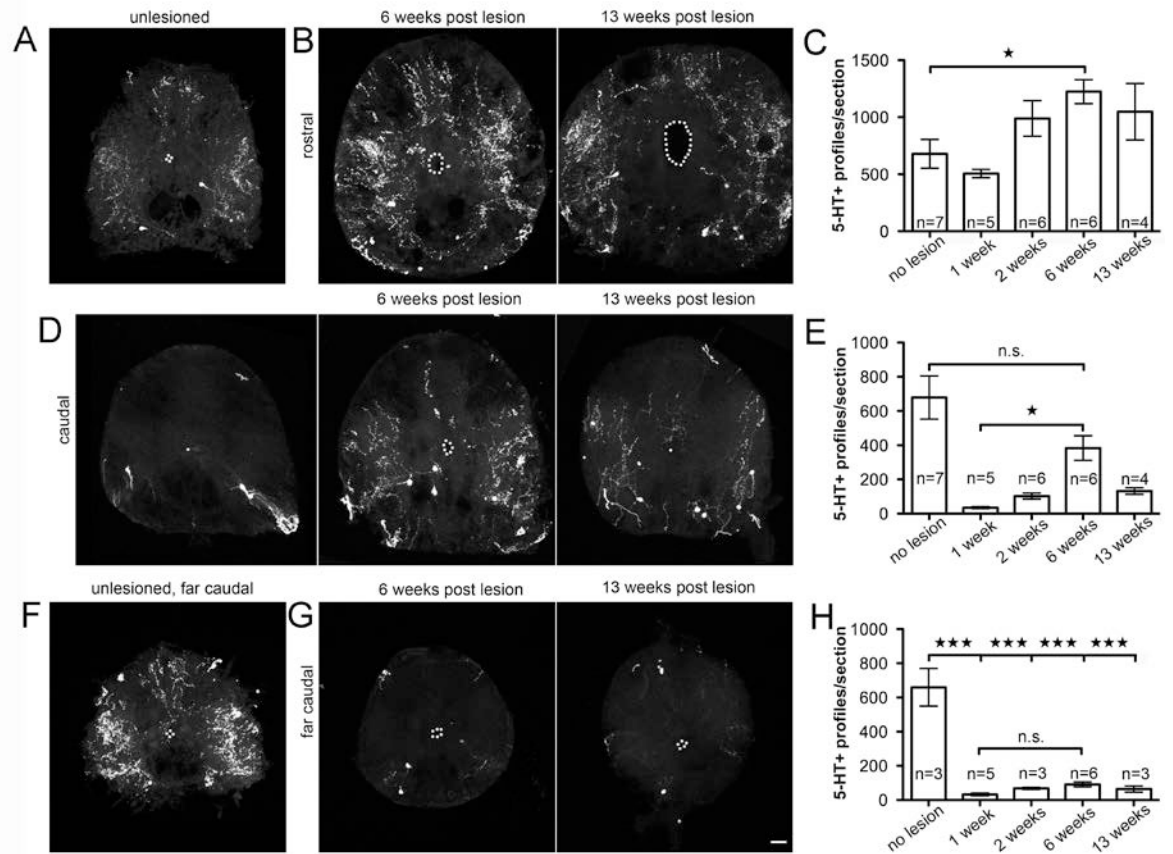 unlesioned
6 weeks post lesion
13 weeks post lesion
A
B
C
rostral
5-HT+ profiles/section
1500
1000
500
0
★
n=7
n=5
n=6
n=6
n=4
no lesion
1 week
2 weeks
6 weeks
13 weeks
6 weeks post lesion
13 weeks post lesion
D
E
caudal
5-HT+ profiles/section
1000
800
600
400
200
0
n.s.
★
n=7
n=5
n=6
n=6
n=4
no lesion
1 week
2 weeks
6 weeks
13 weeks
unlesioned, far caudal
6 weeks post lesion
13 weeks post lesion
F
G
H
far caudal
5-HT+ profiles/section
1000
800
600
400
200
0
★★★ ★★★ ★★★ ★★★
n.s.
n=3
n=5
n=3
n=6
n=3
no lesion
1 week
2 weeks
6 weeks
13 weeks